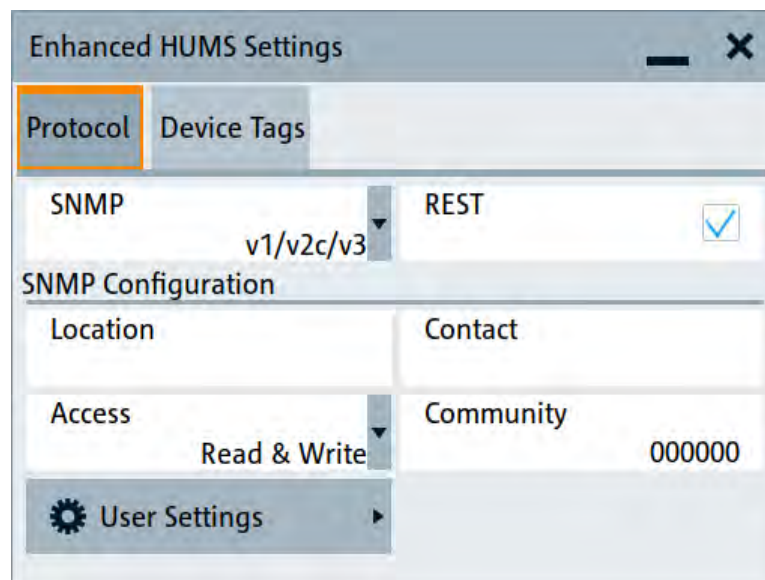 Enhanced HUMS Settings
Protocol Device Tags
SNMP REST
v1/v2c/v3
SNMP Configuration
Location Contact
Access Community
Read & Write 000000
User Settings